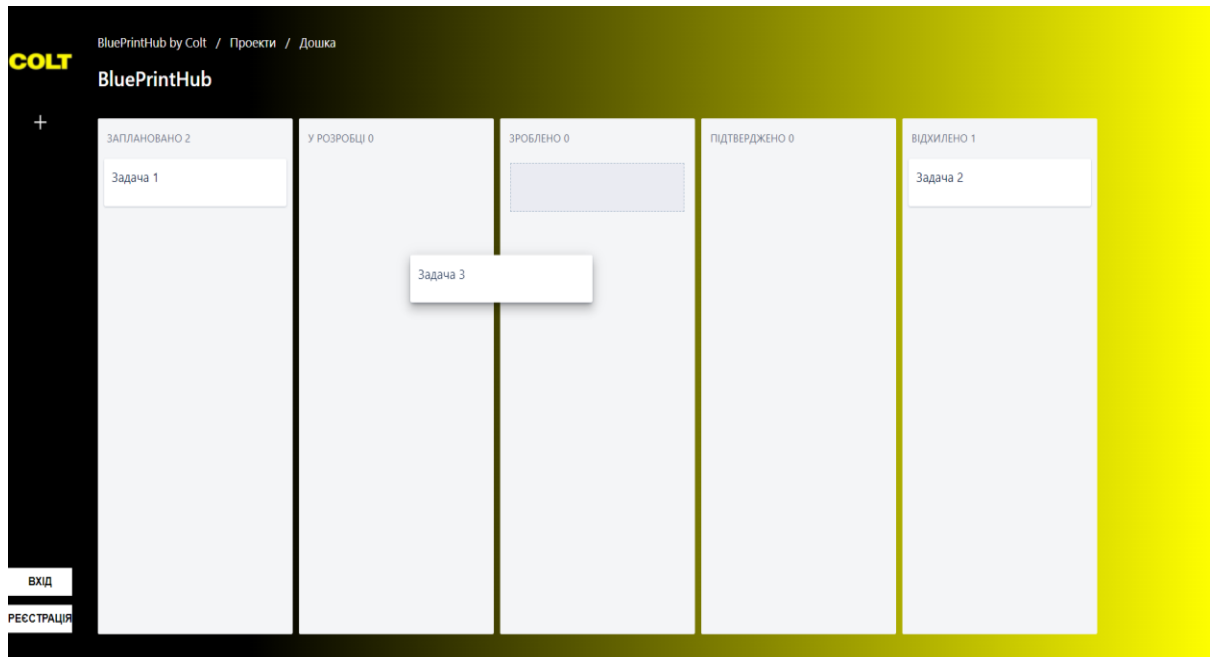 COLT
BluePrintHub by Colt / Проекти / Дошка
BluePrintHub
+
ЗАПЛАНОВАНО 2
Задача 1
У РОЗРОБЦІ 0
ЗРОБЛЕНО 0
Задача 3
ПІДТВЕРДЖЕНО 0
ВІДХИЛЕНО 1
Задача 2
ВХІД
РЕЄСТРАЦІЯ